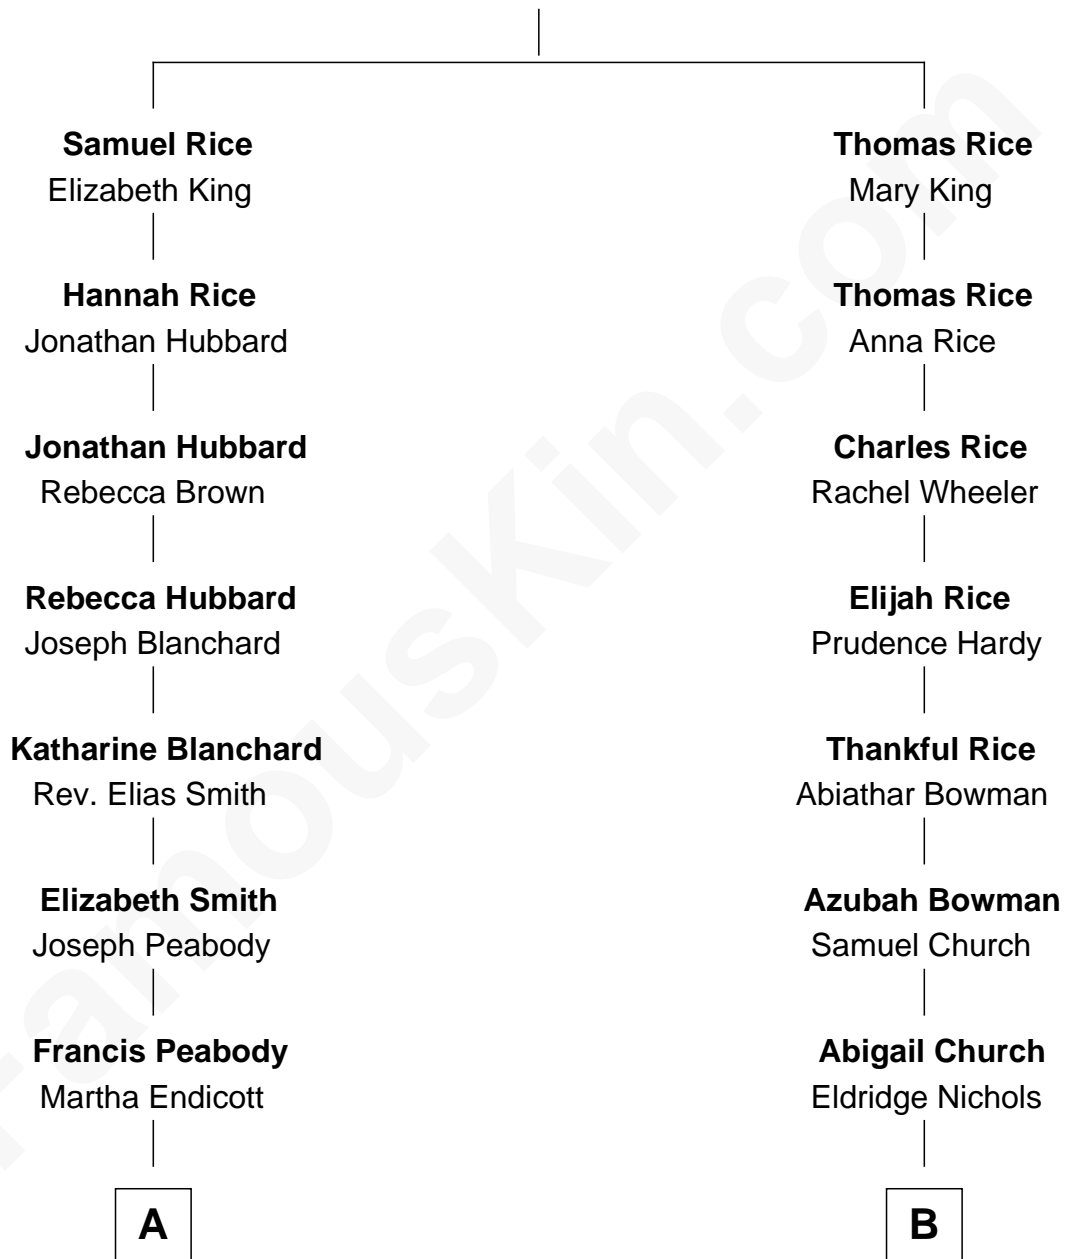 Samuel Rice
Elizabeth King
Hannah Rice
Jonathan Hubbard
Jonathan Hubbard
Rebecca Brown
Rebecca Hubbard
Joseph Blanchard
Katharine Blanchard
Rev. Elias Smith
Elizabeth Smith
Joseph Peabody
Francis Peabody
Martha Endicott
A
Thomas Rice
Mary King
Thomas Rice
Anna Rice
Charles Rice
Rachel Wheeler
Elijah Rice
Prudence Hardy
Thankful Rice
Abiathar Bowman
Azubah Bowman
Samuel Church
Abigail Church
Eldridge Nichols
B
FamousKin.com